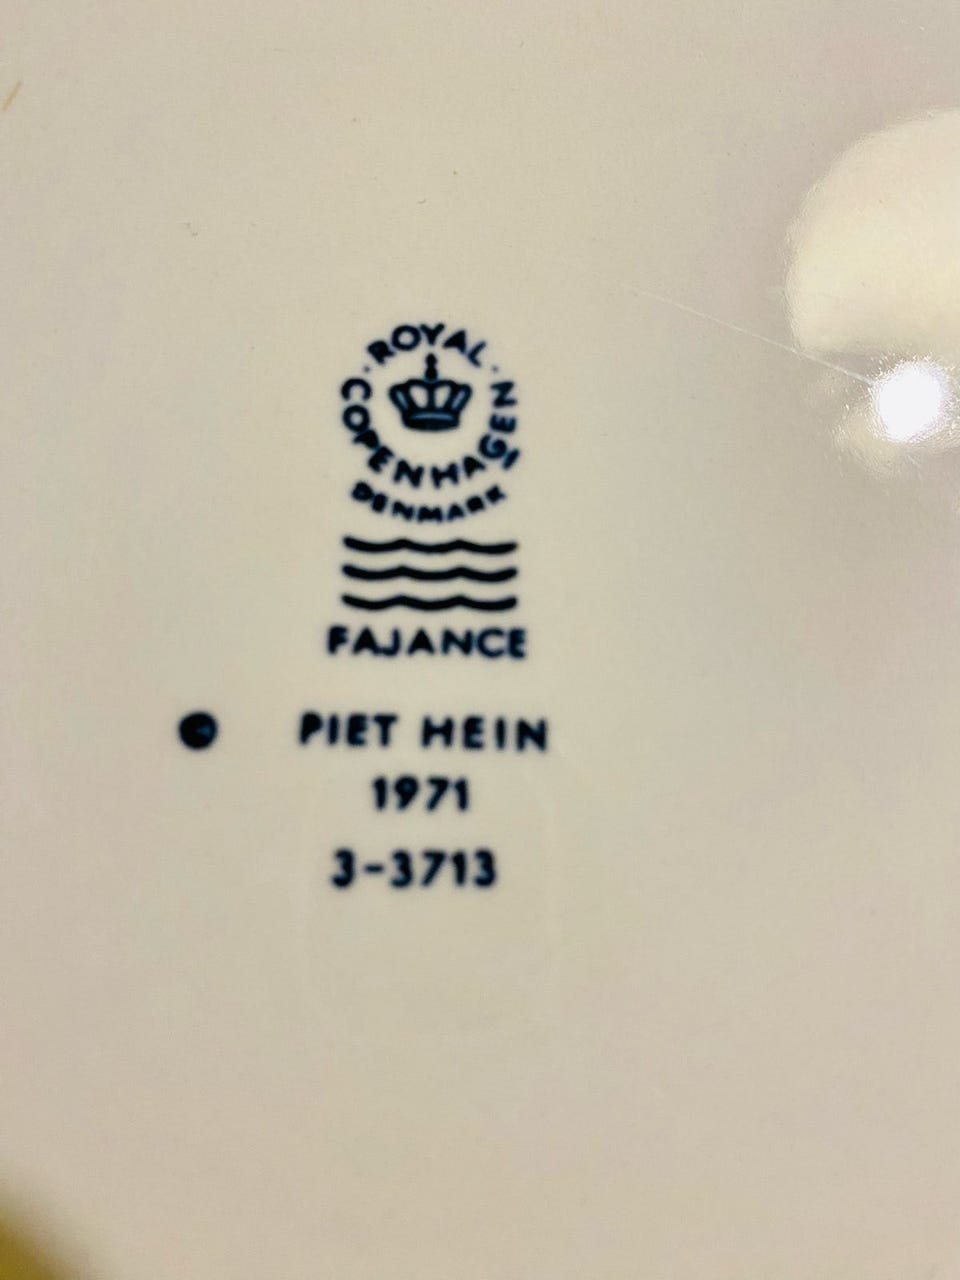 ROYAL
COPENHAGEN
DENMARK
FAJANCE
PIET HEIN
1971
3-3713